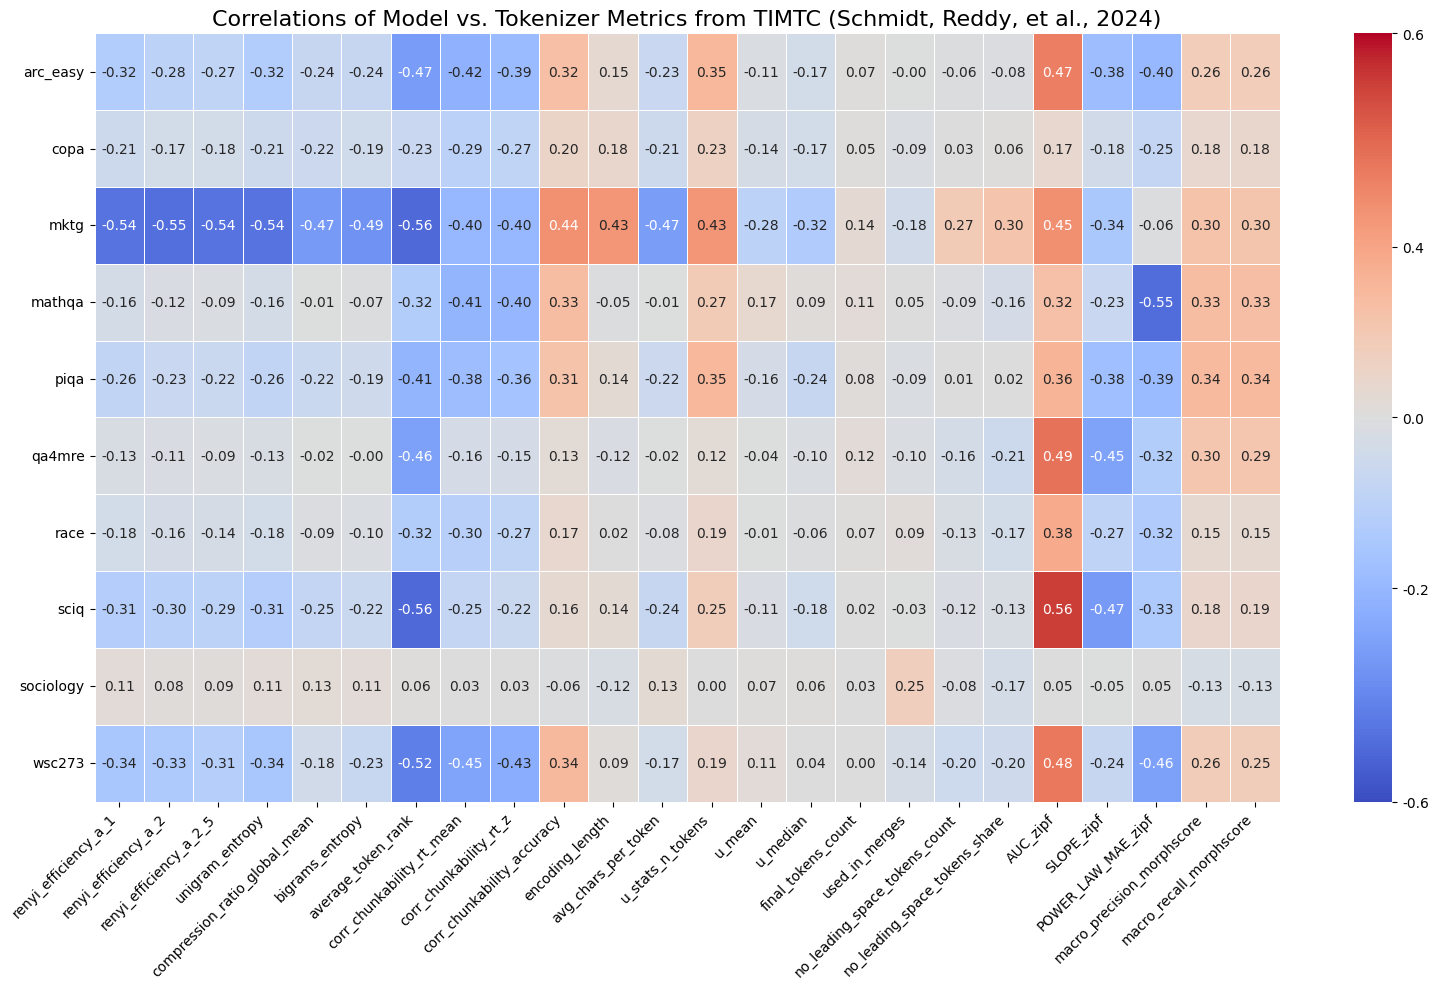 Correlations of Model vs. Tokenizer Metrics from TIMTC (Schmidt, Reddy, et al., 2024)
arc_easy -0.32 -0.28 -0.27 -0.32 -0.24 -0.24 -0.47 -0.42 -0.39 0.32 0.15 -0.23 0.35 -0.11 -0.17 0.07 -0.00 -0.06 -0.08 0.47 -0.38 -0.40 0.26 0.26
copa -0.21 -0.17 -0.18 -0.21 -0.22 -0.19 -0.23 -0.29 -0.27 0.20 0.18 -0.21 0.23 -0.14 -0.17 0.05 -0.09 0.03 0.06 0.17 -0.18 -0.25 0.18 0.18
mktg -0.54 -0.55 -0.54 -0.54 -0.47 -0.49 -0.56 -0.40 -0.40 0.44 0.43 -0.47 0.43 -0.28 -0.32 0.14 -0.18 0.27 0.30 0.45 -0.34 -0.06 0.30 0.30
mathqa -0.16 -0.12 -0.09 -0.16 -0.01 -0.07 -0.32 -0.41 -0.40 0.33 -0.05 -0.01 0.27 0.17 0.09 0.11 0.05 -0.09 -0.16 0.32 -0.23 -0.55 0.33 0.33
piqa -0.26 -0.23 -0.22 -0.26 -0.22 -0.19 -0.41 -0.38 -0.36 0.31 0.14 -0.22 0.35 -0.16 -0.24 0.08 -0.09 0.01 0.02 0.36 -0.38 -0.39 0.34 0.34
qa4mre -0.13 -0.11 -0.09 -0.13 -0.02 -0.00 -0.46 -0.16 -0.15 0.13 -0.12 -0.02 0.12 -0.04 -0.10 0.12 -0.10 -0.16 -0.21 0.49 -0.45 -0.32 0.30 0.29
race -0.18 -0.16 -0.14 -0.18 -0.09 -0.10 -0.32 -0.30 -0.27 0.17 0.02 -0.08 0.19 -0.01 -0.06 0.07 0.09 -0.13 -0.17 0.38 -0.27 -0.32 0.15 0.15
sciq -0.31 -0.30 -0.29 -0.31 -0.25 -0.22 -0.56 -0.25 -0.22 0.16 0.14 -0.24 0.25 -0.11 -0.18 0.02 -0.03 -0.12 -0.13 0.56 -0.47 -0.33 0.18 0.19
sociology 0.11 0.08 0.09 0.11 0.13 0.11 0.06 0.03 0.03 -0.06 -0.12 0.13 0.00 0.07 0.06 0.03 0.25 -0.08 -0.17 0.05 -0.05 0.05 -0.13 -0.13
wsc273 -0.34 -0.33 -0.31 -0.34 -0.18 -0.23 -0.52 -0.45 -0.43 0.34 0.09 -0.17 0.19 0.11 0.04 0.00 -0.14 -0.20 -0.20 0.48 -0.24 -0.46 0.26 0.25
renyi_efficiency_a_1
renyi_efficiency_a_2
renyi_efficiency_a_2_5
unigram_entropy
compression_ratio_global_mean
bigrams_entropy
average_token_rank
corr_chunkability_rt_mean
corr_chunkability_rt_z
corr_chunkability_accuracy
encoding_length
avg_chars_per_token
u_stats_n_tokens
u_mean
u_median
final_tokens_count
used_in_merges
no_leading_space_tokens_count
no_leading_space_tokens_share
AUC_zipf
SLOPE_zipf
POWER_LAW_MAE_zipf
macro_precision_morphscore
macro_recall_morphscore
0.6
0.4
0.0
-0.2
-0.6